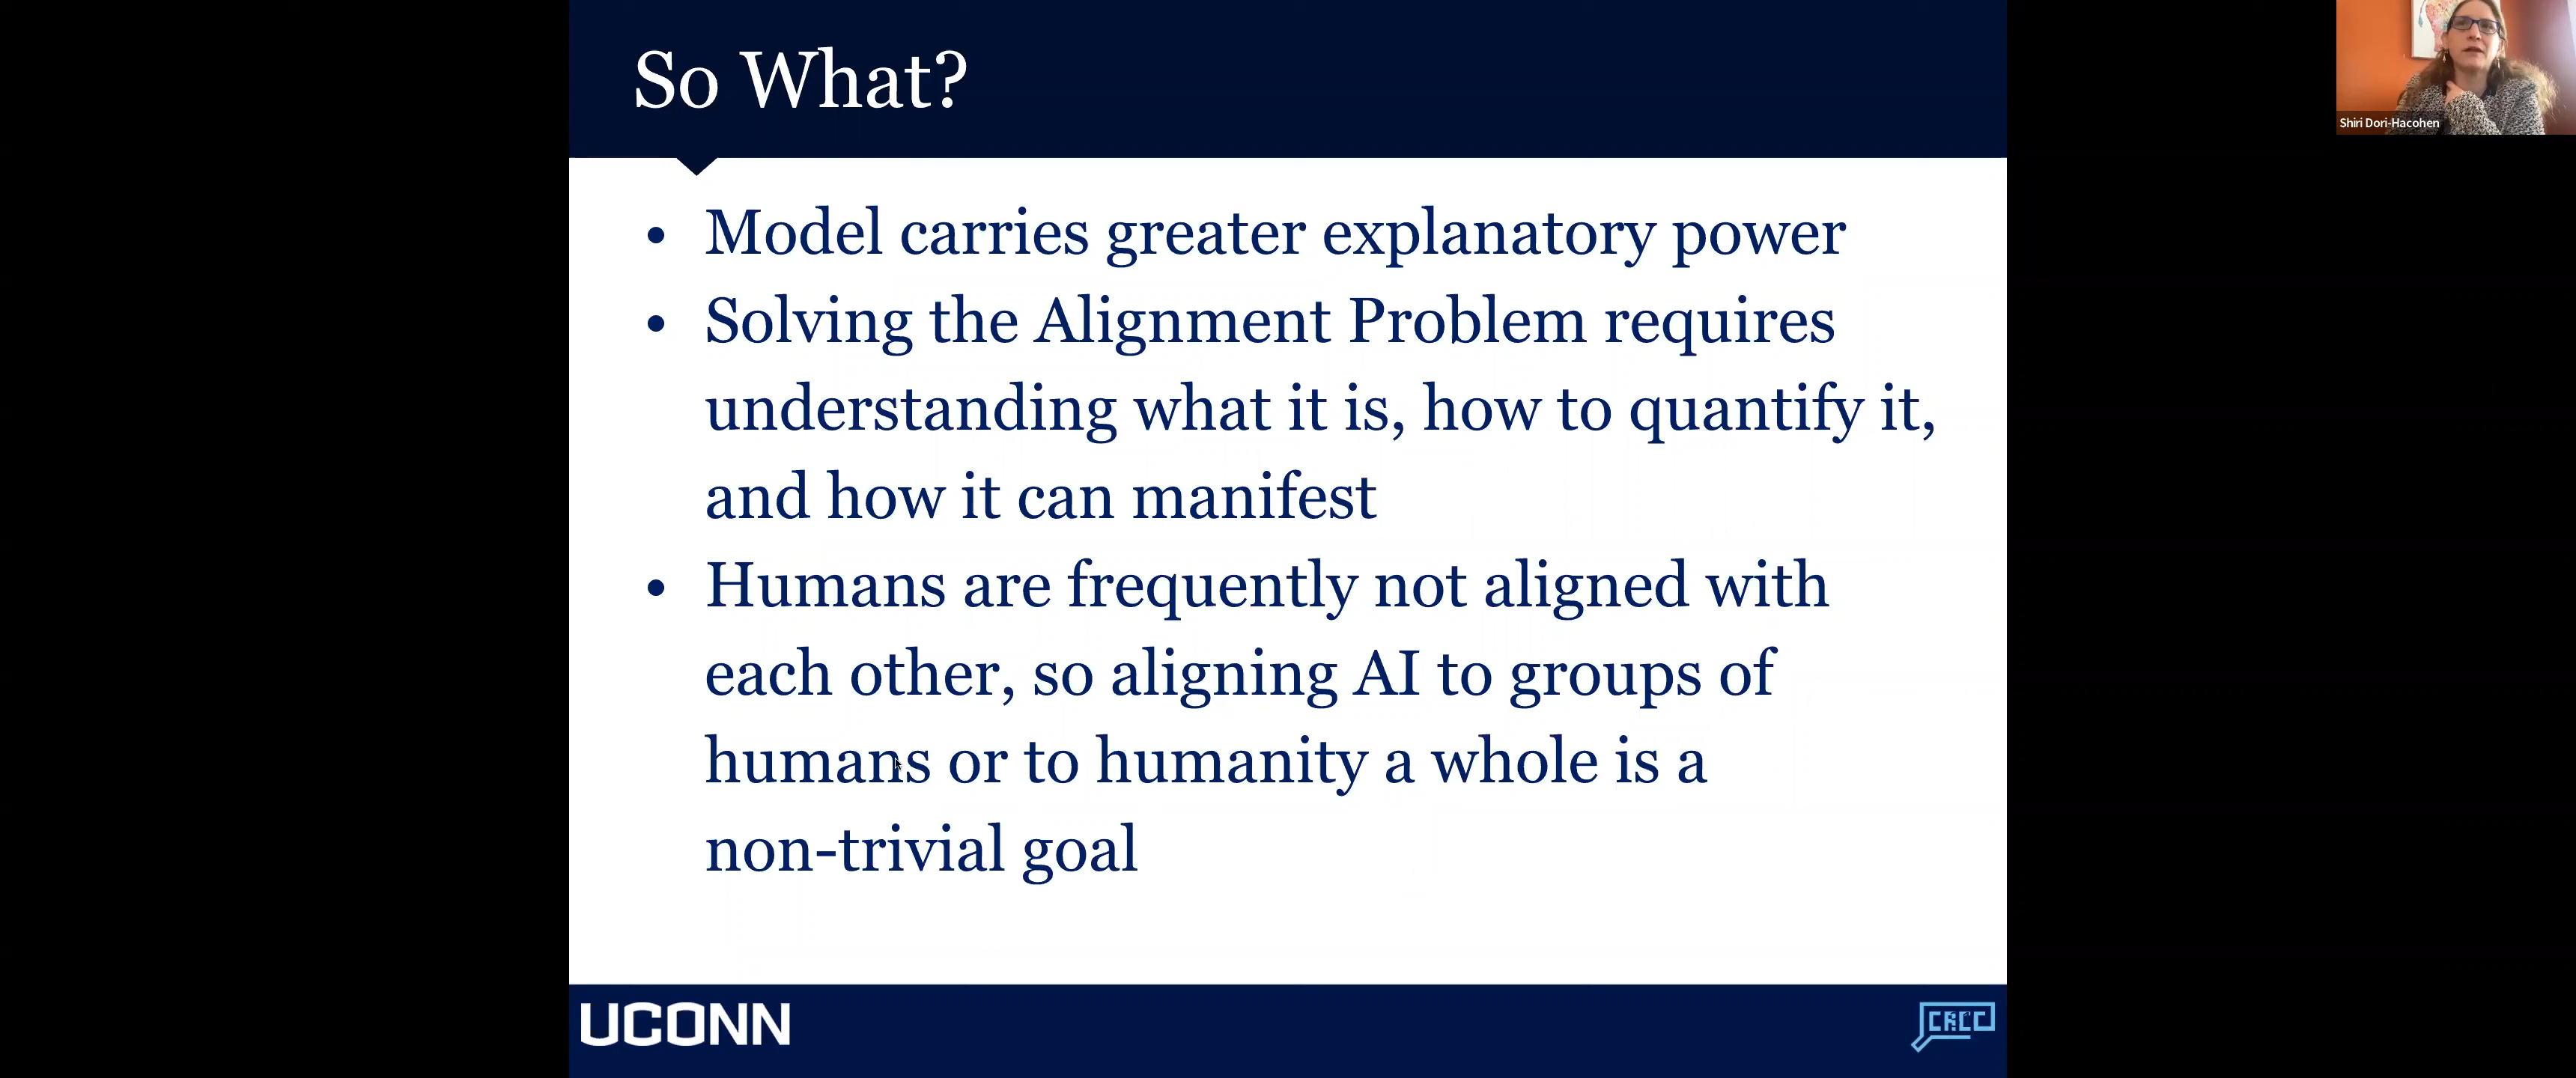 So What?
Shiri Dori-Hacohen
• Model carries greater explanatory power
• Solving the Alignment Problem requires
understanding what it is, how to quantify it,
and how it can manifest
• Humans are frequently not aligned with
each other, so aligning AI to groups of
humans or to humanity a whole is a
non-trivial goal
UCONN